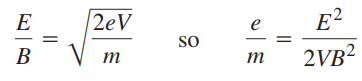 E/B = √(2eV/m) so e/m = E²/2VB²